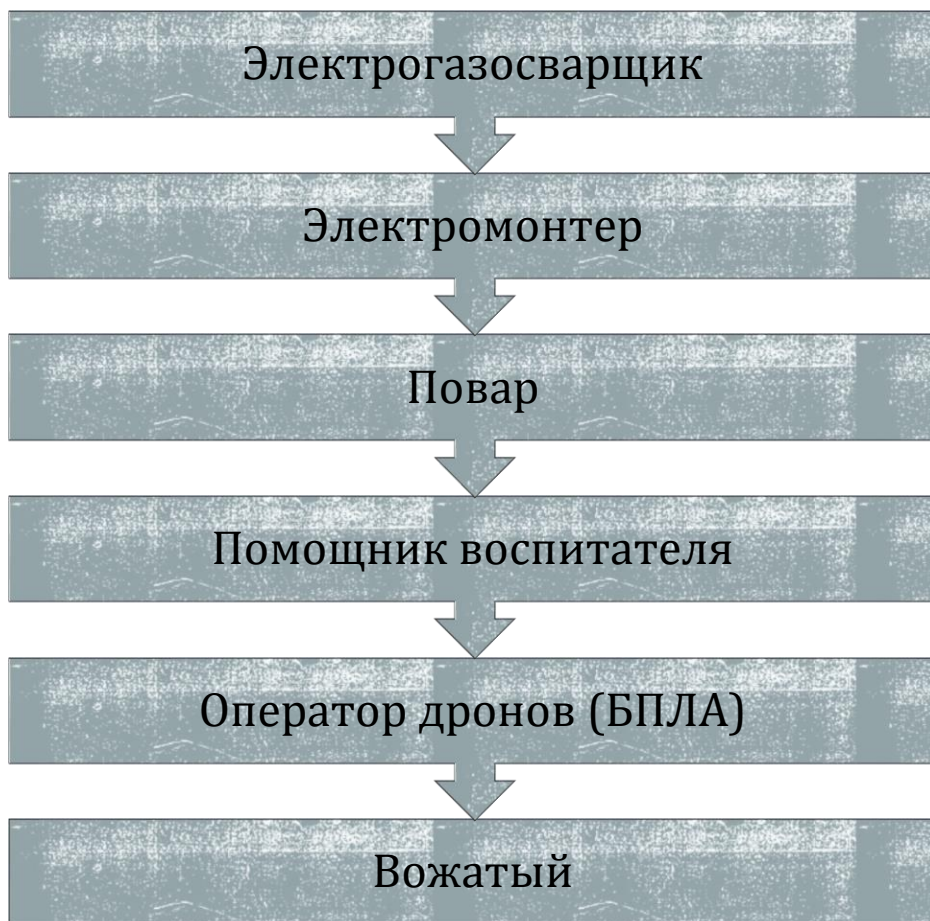 Электрогазосварщик
Электромонтер
Повар
Помощник воспитателя
Оператор дронов (БПЛА)
Вожатый